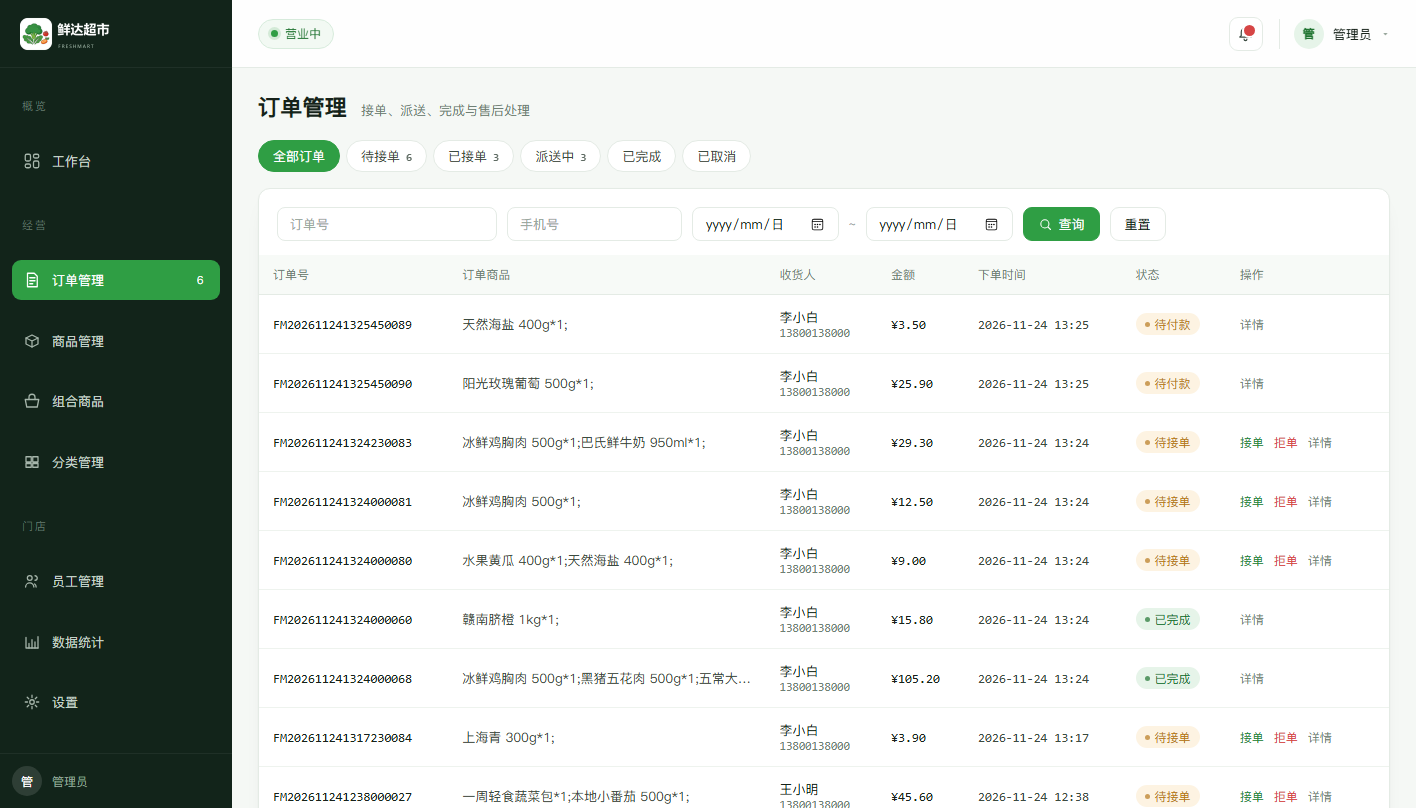 鲜达超市
FRESHMART
营业中
管 管理员
概览
工作台
经营
订单管理 6
商品管理
组合商品
分类管理
门店
员工管理
数据统计
设置
管 管理员
订单管理 接单、派送、完成与售后处理
全部订单 待接单 6 已接单 3 派送中 3 已完成 已取消
订单号 手机号 yyyy/mm/日 ~ yyyy/mm/日 查询 重置
订单号 订单商品 收货人 金额 下单时间 状态 操作
FM202611241325450089 天然海盐 400g*1; 李小白 ¥3.50 2026-11-24 13:25 待付款 详情
13800138000
FM202611241325450090 阳光玫瑰葡萄 500g*1; 李小白 ¥25.90 2026-11-24 13:25 待付款 详情
13800138000
FM202611241324230083 冰鲜鸡胸肉 500g*1;巴氏鲜牛奶 950ml*1; 李小白 ¥29.30 2026-11-24 13:24 待接单 接单 拒单 详情
13800138000
FM202611241324000081 冰鲜鸡胸肉 500g*1; 李小白 ¥12.50 2026-11-24 13:24 待接单 接单 拒单 详情
13800138000
FM202611241324000080 水果黄瓜 400g*1;天然海盐 400g*1; 李小白 ¥9.00 2026-11-24 13:24 待接单 接单 拒单 详情
13800138000
FM202611241324000060 赣南脐橙 1kg*1; 李小白 ¥15.80 2026-11-24 13:24 已完成 详情
13800138000
FM202611241324000068 冰鲜鸡胸肉 500g*1;黑猪五花肉 500g*1;五常大… 李小白 ¥105.20 2026-11-24 13:24 已完成 详情
13800138000
FM202611241317230084 上海青 300g*1; 李小白 ¥3.90 2026-11-24 13:17 待接单 接单 拒单 详情
13800138000
FM202611241238000027 一周轻食蔬菜包*1;本地小番茄 500g*1; 王小明 ¥45.60 2026-11-24 12:38 待接单 接单 拒单 详情
13800138000